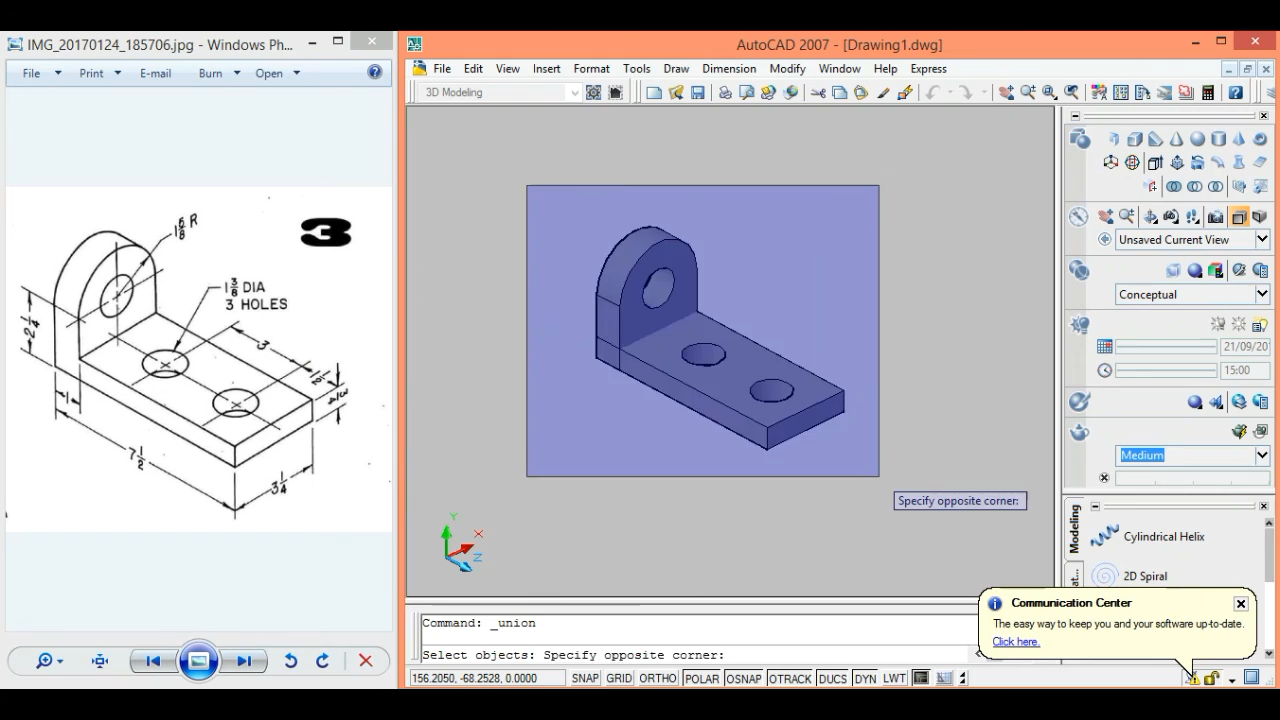 IMG_20170124_185706.jpg - Windows Ph...
File Print E-mail Burn Open
3
1 5/8 R
1 3/8 DIA
3 HOLES
2 1/4
3
1 1/2
3/4
1
7 1/2
3 1/4
AutoCAD 2007 - [Drawing1.dwg]
File Edit View Insert Format Tools Draw Dimension Modify Window Help Express
3D Modeling
Specify opposite corner:
Y
X
Z
Unsaved Current View
Conceptual
21/09/20
15:00
Medium
Modeling
Cylindrical Helix
2D Spiral
Communication Center
The easy way to keep you and your software up-to-date.
Click here.
Command: _union
Select objects: Specify opposite corner:
156.2050, -68.2528, 0.0000 SNAP GRID ORTHO POLAR OSNAP OTRACK DUCS DYN LWT